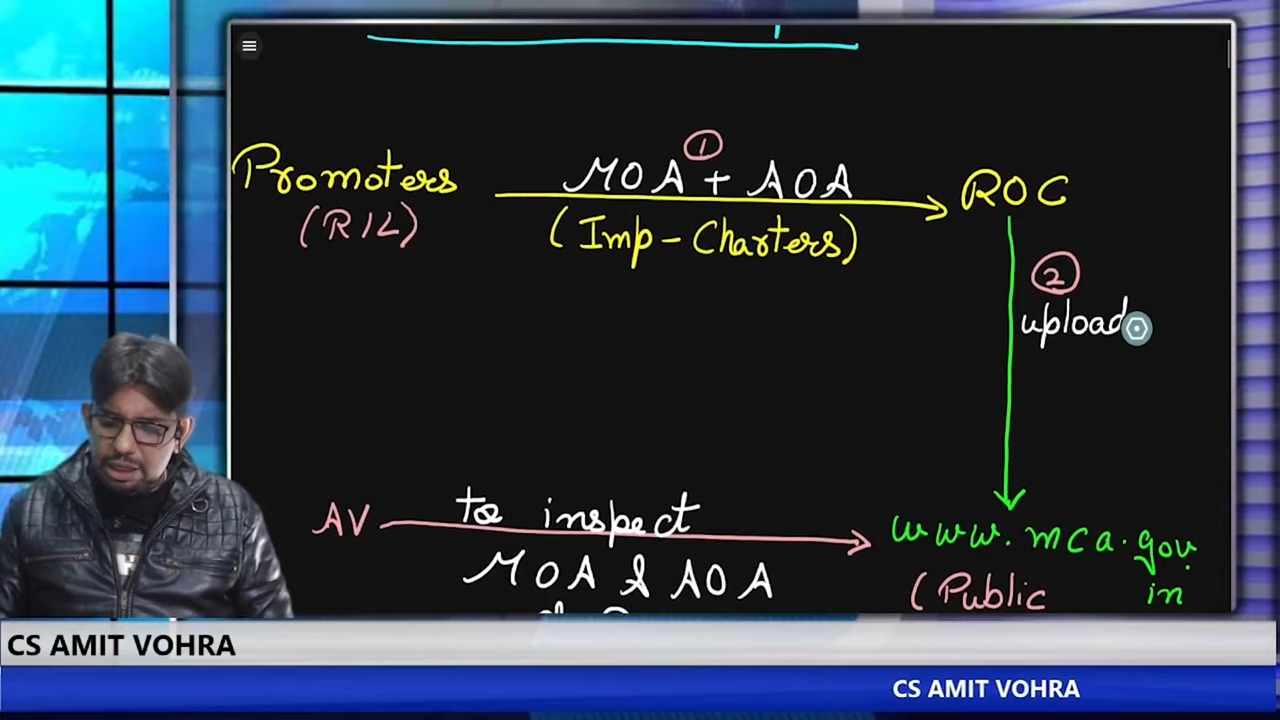 ①
Promoters MOA + AOA ROC
(RIL) (Imp - Charters)
②
upload
AV to inspect www.mca.gov.
MOA & AOA (Public in
CS AMIT VOHRA
CS AMIT VOHRA